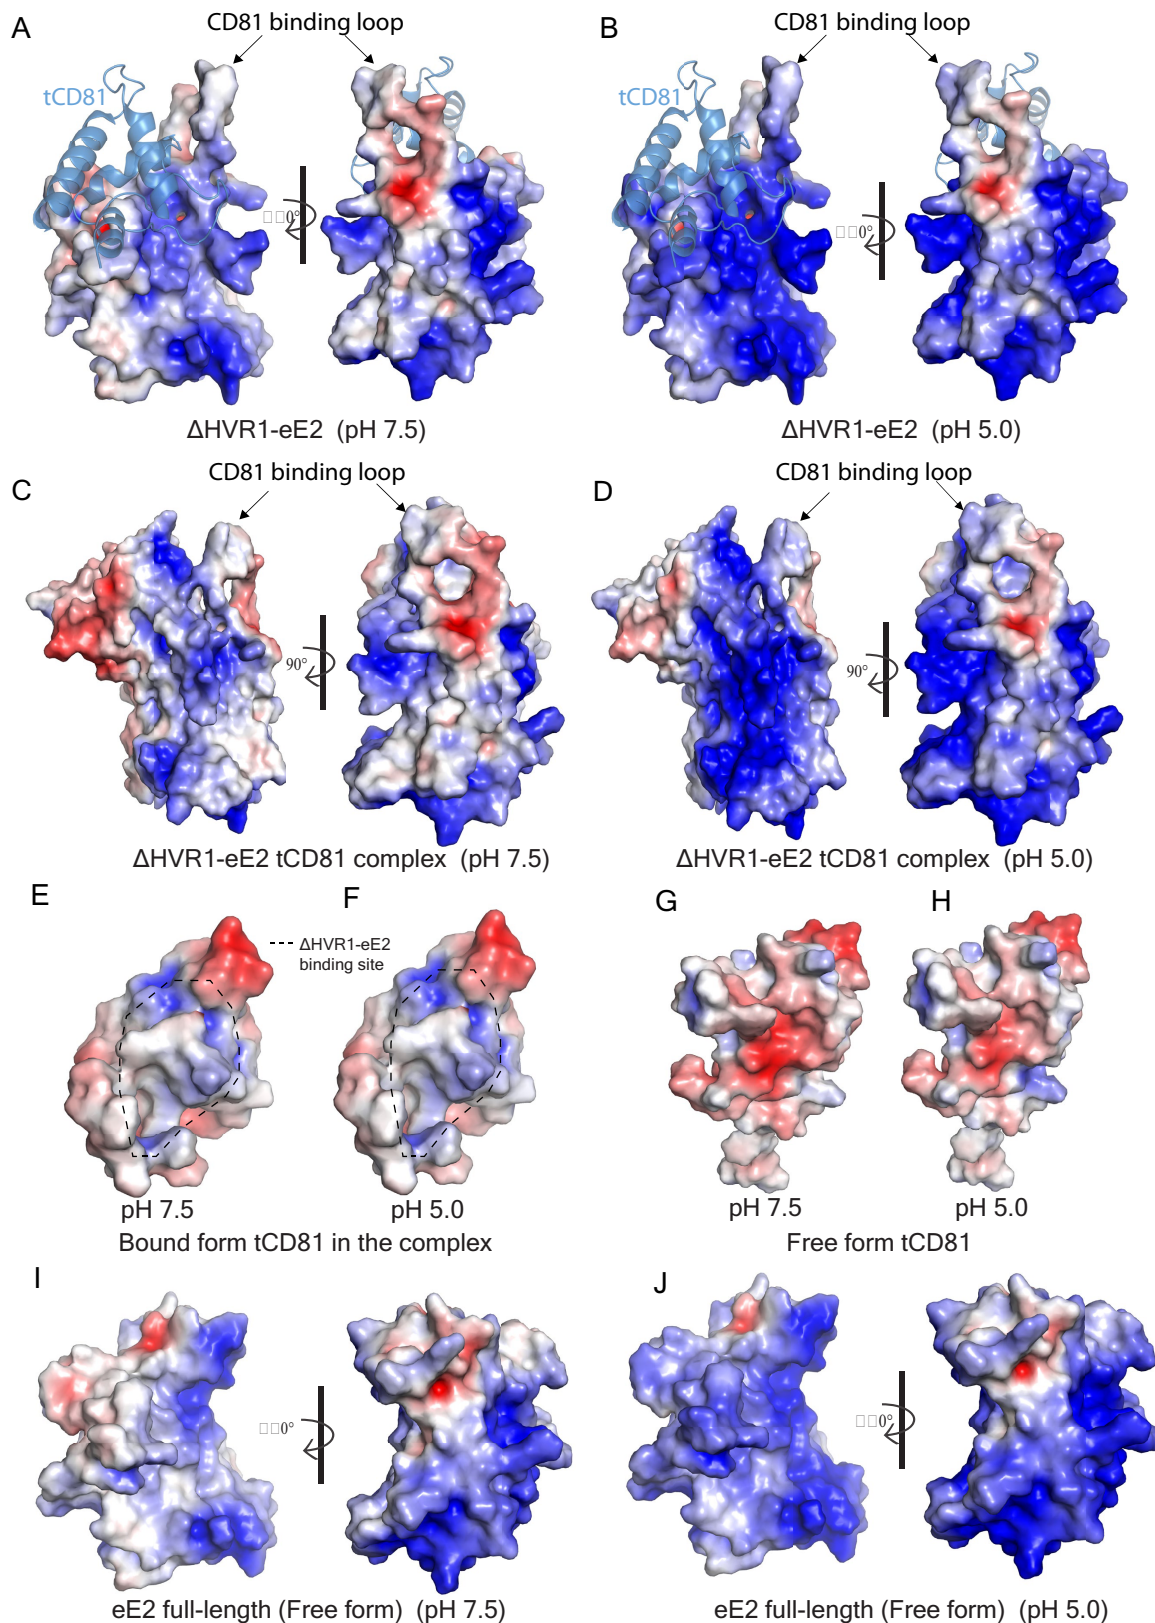 A
CD81 binding loop
tCD81
0°
ΔHVR1-eE2 (pH 7.5)
B
CD81 binding loop
tCD81
0°
ΔHVR1-eE2 (pH 5.0)
C
CD81 binding loop
90°
ΔHVR1-eE2 tCD81 complex (pH 7.5)
D
CD81 binding loop
90°
ΔHVR1-eE2 tCD81 complex (pH 5.0)
E
ΔHVR1-eE2
binding site
F
pH 7.5
pH 5.0
Bound form tCD81 in the complex
G
H
pH 7.5
pH 5.0
Free form tCD81
I
□□0°
eE2 full-length (Free form) (pH 7.5)
J
□□0°
eE2 full-length (Free form) (pH 5.0)